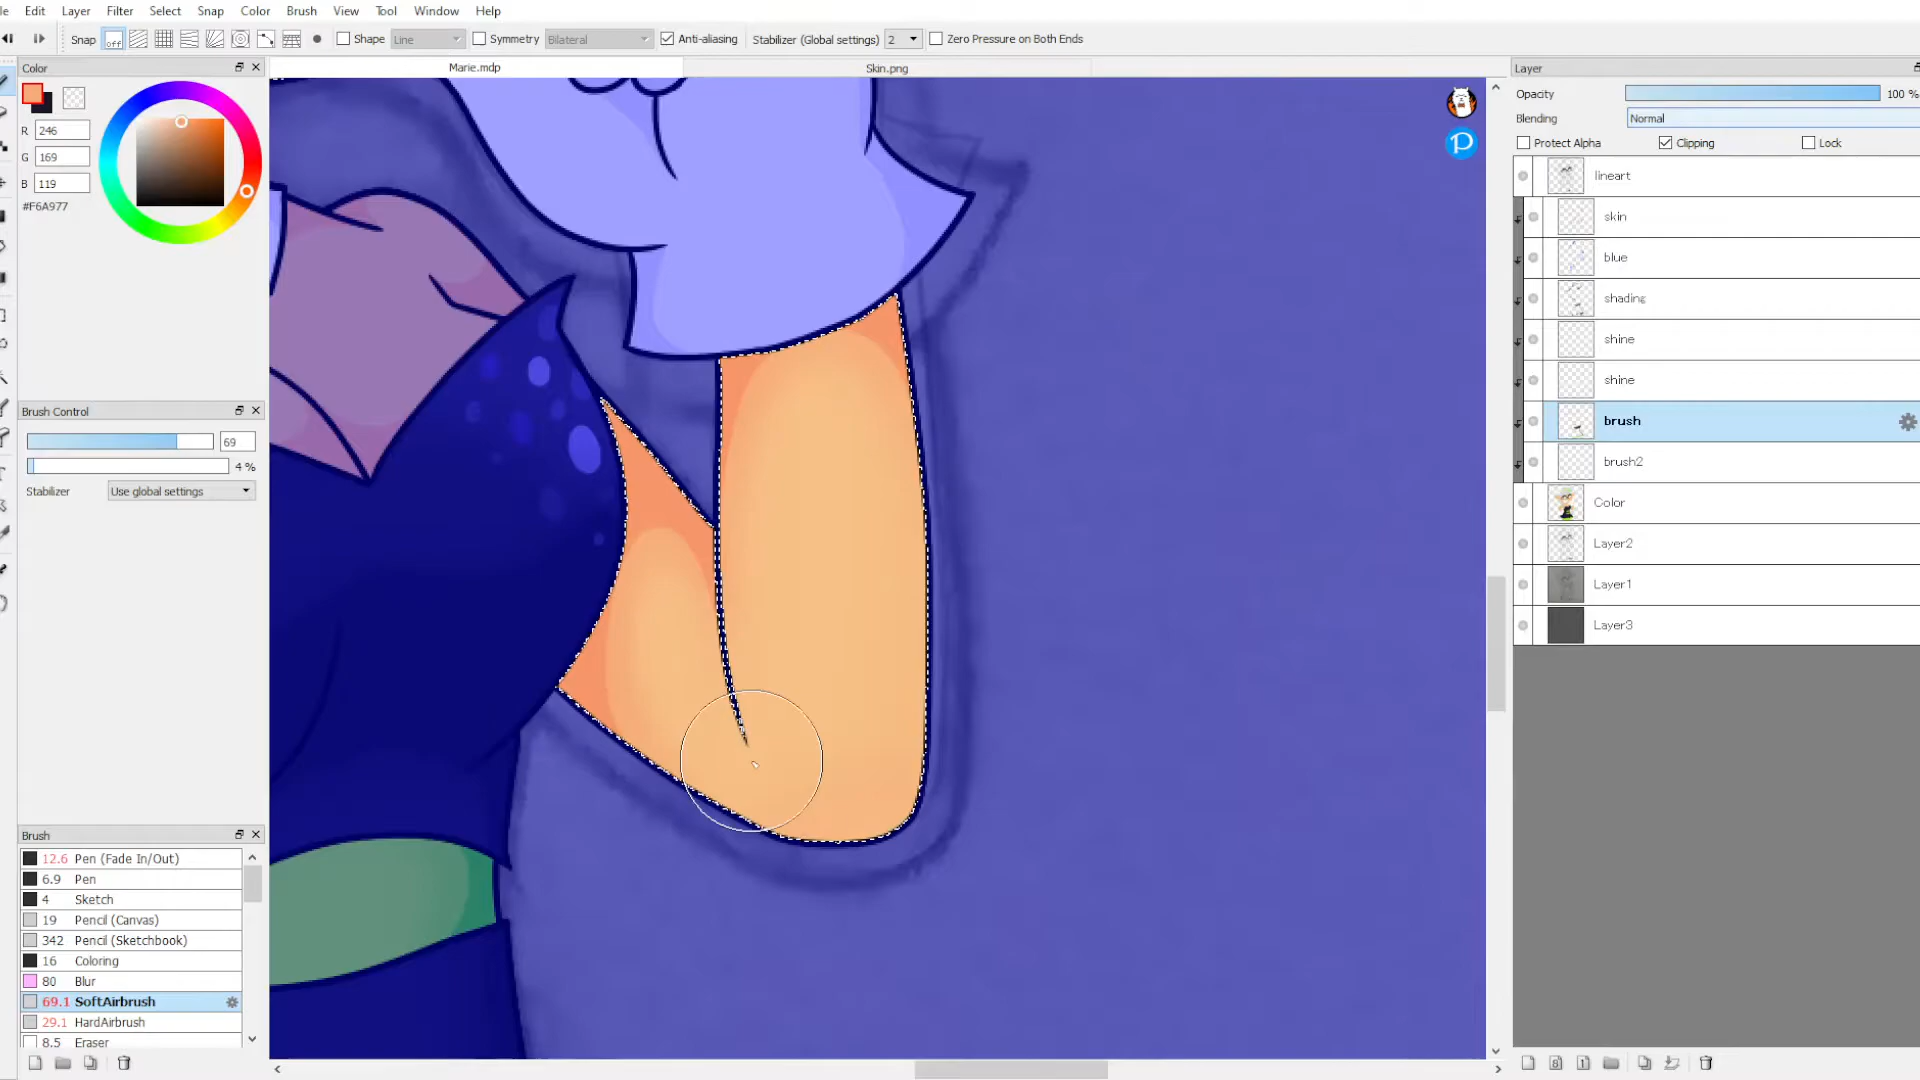 le Edit Layer Filter Select Snap Color Brush View Tool Window Help
Snap off Shape Line Symmetry Bilateral Anti-aliasing Stabilizer (Global settings) 2 Zero Pressure on Both Ends
Color
R 246
G 169
B 119
#F6A977
Brush Control
69
4 %
Stabilizer Use global settings
Brush
12.6 Pen (Fade In/Out)
6.9 Pen
4 Sketch
19 Pencil (Canvas)
342 Pencil (Sketchbook)
16 Coloring
80 Blur
69.1 SoftAirbrush
29.1 HardAirbrush
8.5 Eraser
Marie.mdp
Skin.png
P
Layer
Opacity 100 %
Blending Normal
Protect Alpha Clipping Lock
lineart
skin
blue
shading
shine
shine
brush
brush2
Color
Layer2
Layer1
Layer3
8 1